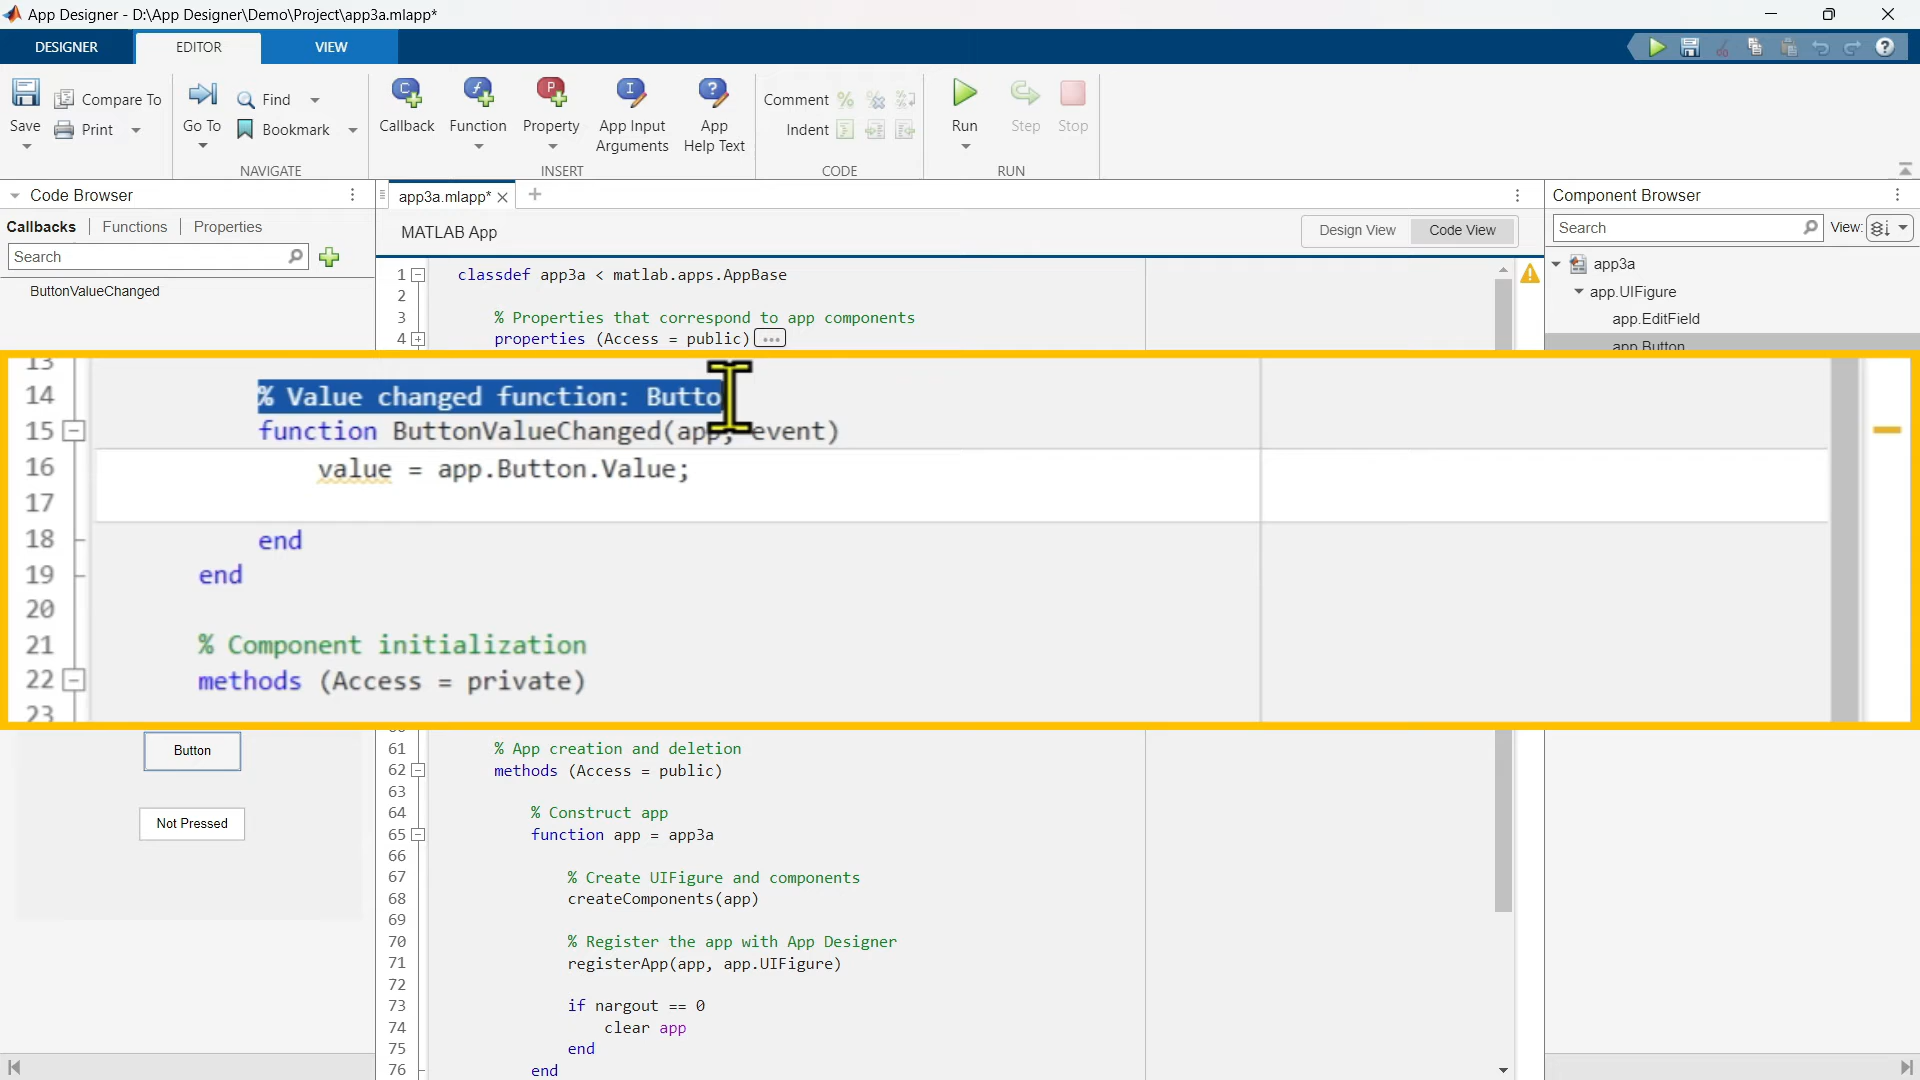 App Designer - D:\App Designer\Demo\Project\app3a.mlapp*
DESIGNER
EDITOR
VIEW
Save
Compare To
Print
Go To
Find
Bookmark
NAVIGATE
Callback
Function
Property
App Input
Arguments
App
Help Text
INSERT
Comment
Indent
CODE
Run
Step
Stop
RUN
Code Browser
Callbacks
Functions
Properties
Search
ButtonValueChanged
app3a.mlapp*
MATLAB App
Design View
Code View
Component Browser
Search
View:
app3a
app.UIFigure
app.EditField
app.Button
1 classdef app3a < matlab.apps.AppBase
2
3 % Properties that correspond to app components
4 properties (Access = public) ...
13
14 % Value changed function: Butto
15 function ButtonValueChanged(app, event)
16 value = app.Button.Value;
17
18 end
19 end
20
21 % Component initialization
22 methods (Access = private)
23
Button
Not Pressed
61 % App creation and deletion
62 methods (Access = public)
63
64 % Construct app
65 function app = app3a
66
67 % Create UIFigure and components
68 createComponents(app)
69
70 % Register the app with App Designer
71 registerApp(app, app.UIFigure)
72
73 if nargout == 0
74 clear app
75 end
76 end